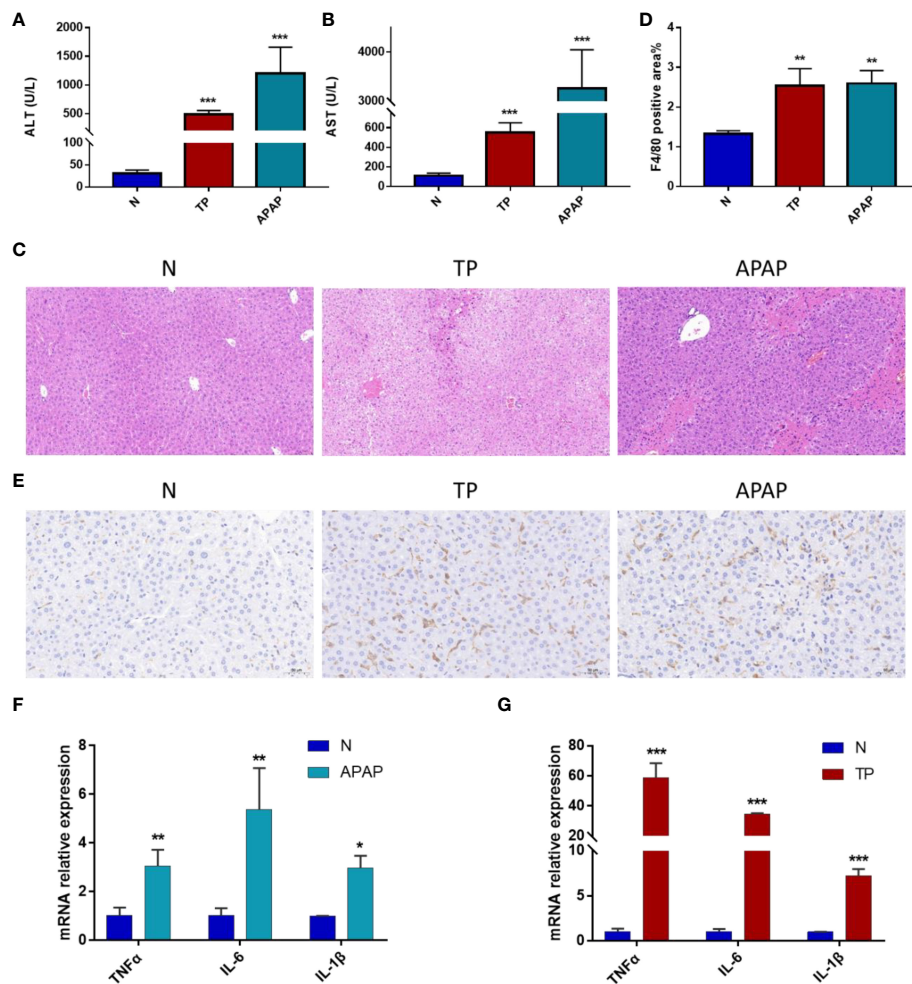 A
ALT (U/L)
2000
1500
1000
500
100
50
0
***
***
N
TP
APAP
B
AST (U/L)
4000
3000
600
400
200
0
***
***
N
TP
APAP
D
F4/80 positive area%
4
3
2
1
0
**
**
N
TP
APAP
C
N
TP
APAP
E
N
TP
APAP
F
mRNA relative expression
8
6
4
2
0
N
APAP
**
**
*
TNFα
IL-6
IL-1β
G
mRNA relative expression
80
60
40
20
10
5
0
N
TP
***
***
***
TNFα
IL-6
IL-1β